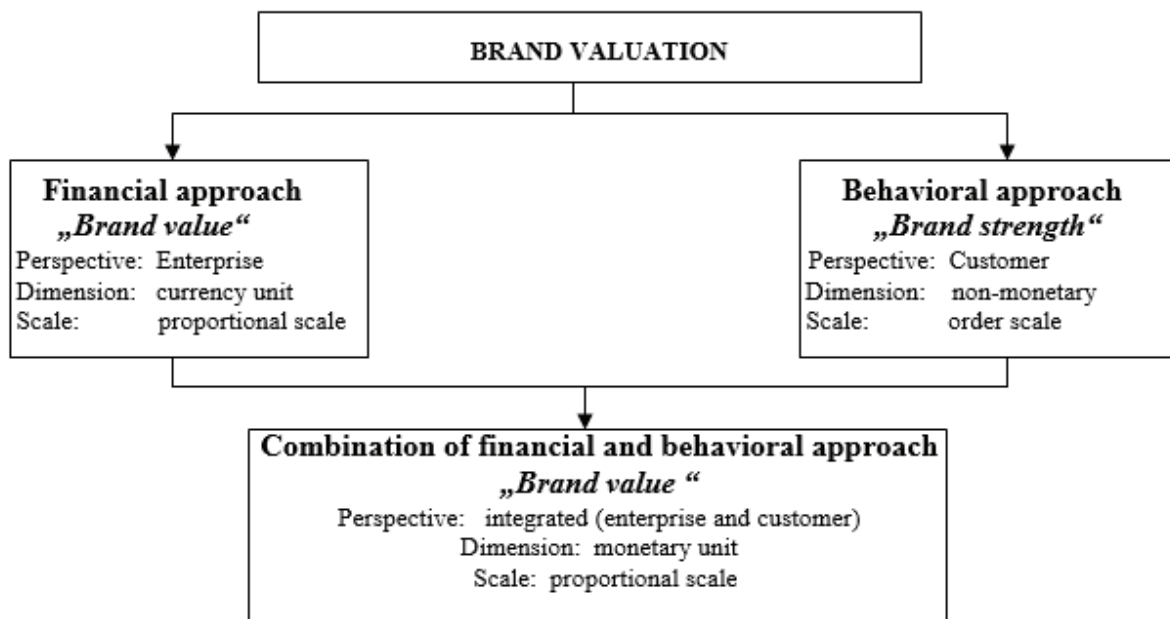 BRAND VALUATION
Financial approach
„Brand value“
Perspective: Enterprise
Dimension: currency unit
Scale: proportional scale
Behavioral approach
„Brand strength“
Perspective: Customer
Dimension: non-monetary
Scale: order scale
Combination of financial and behavioral approach
„Brand value “
Perspective: integrated (enterprise and customer)
Dimension: monetary unit
Scale: proportional scale